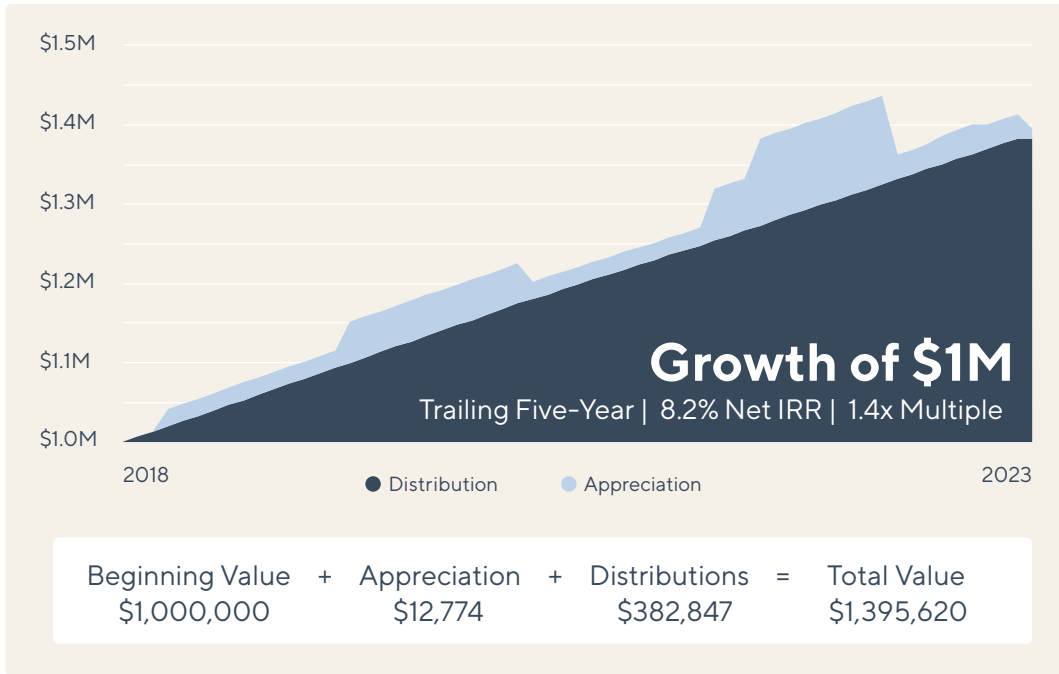 $1.5M
$1.4M
$1.3M
$1.2M
$1.1M
$1.0M
Growth of $1M
Trailing Five-Year | 8.2% Net IRR | 1.4x Multiple
2018 2023
Distribution Appreciation
Beginning Value + Appreciation + Distributions = Total Value
$1,000,000 $12,774 $382,847 $1,395,620